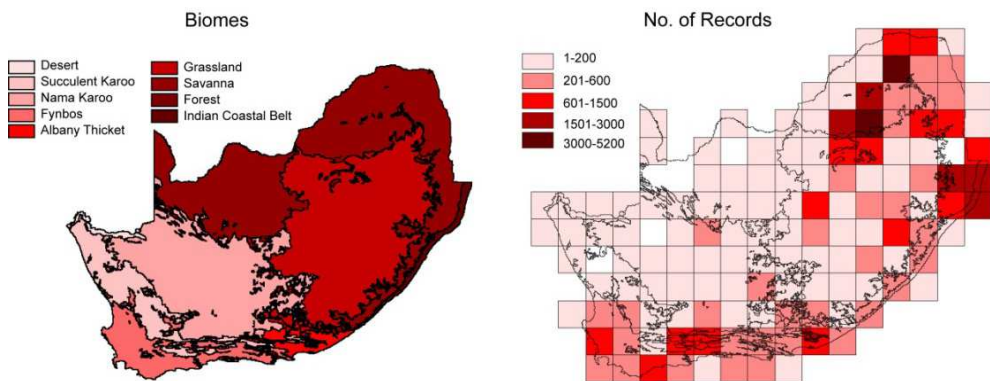 Biomes
Desert
Succulent Karoo
Nama Karoo
Fynbos
Albany Thicket
Grassland
Savanna
Forest
Indian Coastal Belt
No. of Records
1-200
201-600
601-1500
1501-3000
3000-5200